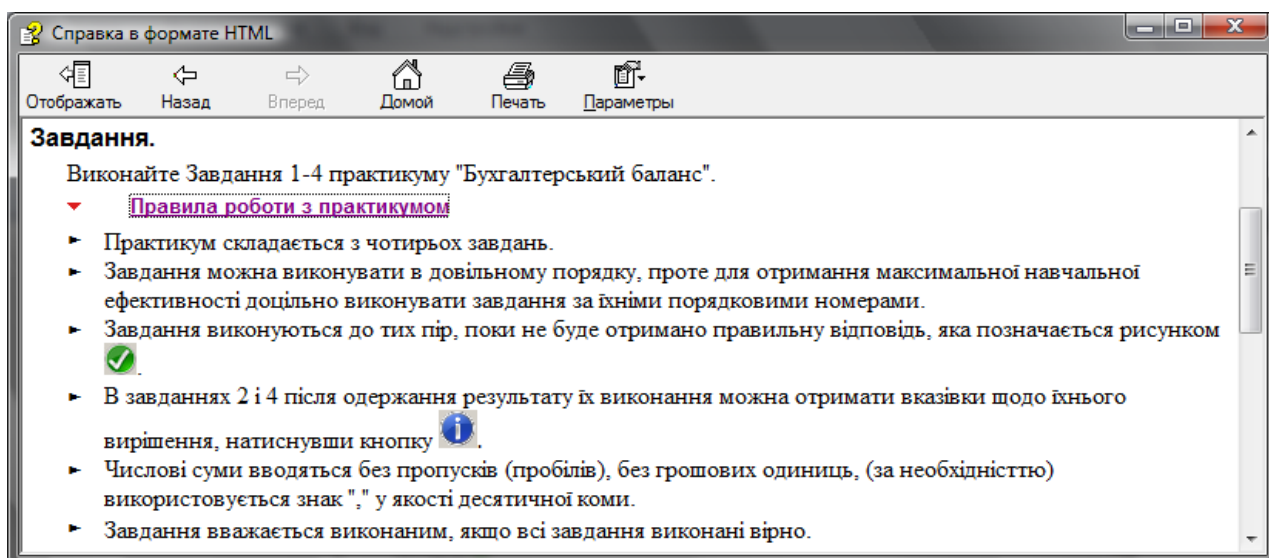 Справка в формате HTML
Отображать Назад Вперед Домой Печать Параметры
Завдання.
Виконайте Завдання 1-4 практикуму "Бухгалтерський баланс".
Правила роботи з практикумом
Практикум складається з чотирьох завдань.
Завдання можна виконувати в довільному порядку, проте для отримання максимальної навчальної
ефективності доцільно виконувати завдання за їхніми порядковими номерами.
Завдання виконуються до тих пір, поки не буде отримано правильну відповідь, яка позначається рисунком
.
В завданнях 2 і 4 після одержання результату їх виконання можна отримати вказівки щодо їхнього
вирішення, натиснувши кнопку .
Числові суми вводяться без пропусків (пробілів), без грошових одиниць, (за необхідністтю)
використовується знак "," у якості десятичної коми.
Завдання вважається виконаним, якщо всі завдання виконані вірно.